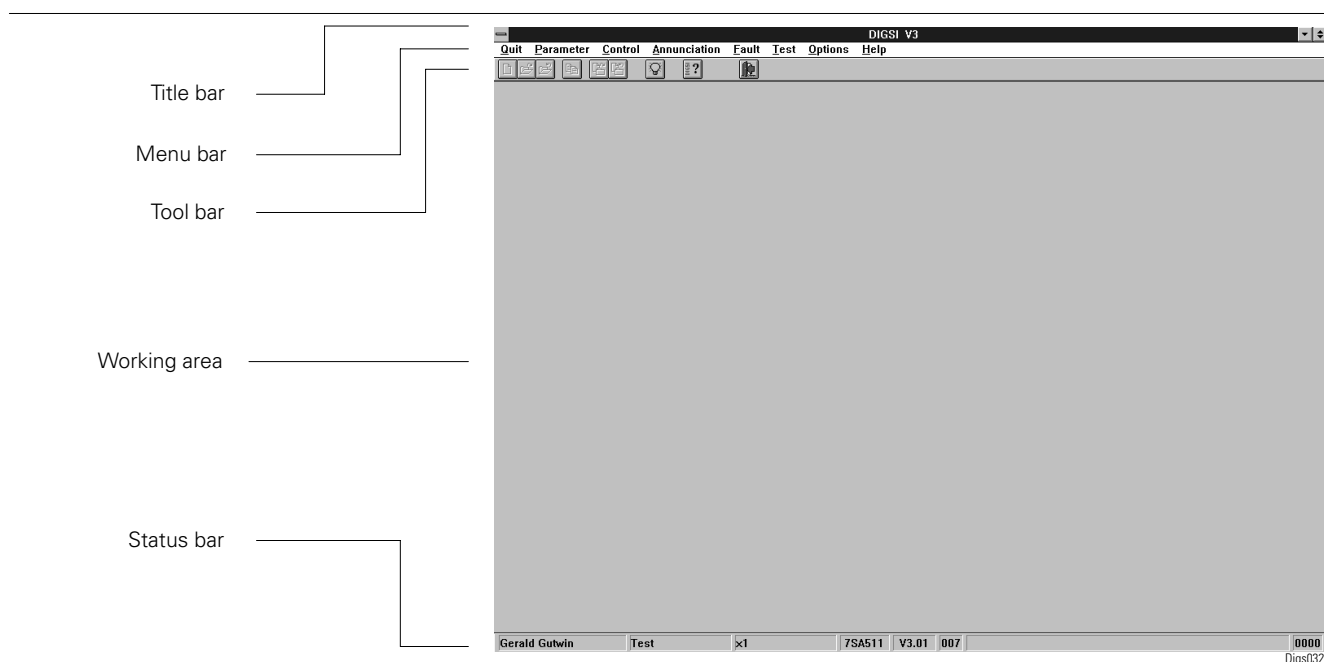 DIGSI V3
Quit Parameter Control Annunciation Fault Test Options Help
?
Title bar
Menu bar
Tool bar
Working area
Status bar
Gerald Gutwin Test x1 7SA511 V3.01 007 0000
Digs032